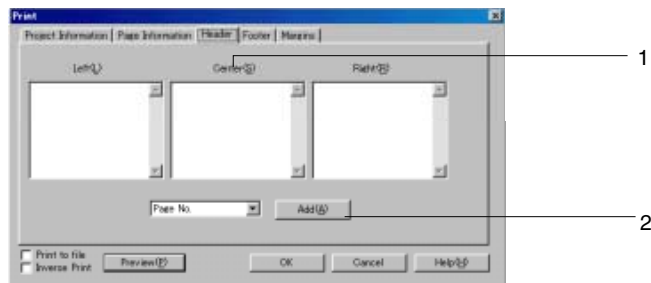 Print
Project Information Page Information Header Footer Margins
1
Left(L) Center(S) Right(R)
Page No. Add(A)
2
Print to file
Inverse Print Preview(P) OK Cancel Help(H)